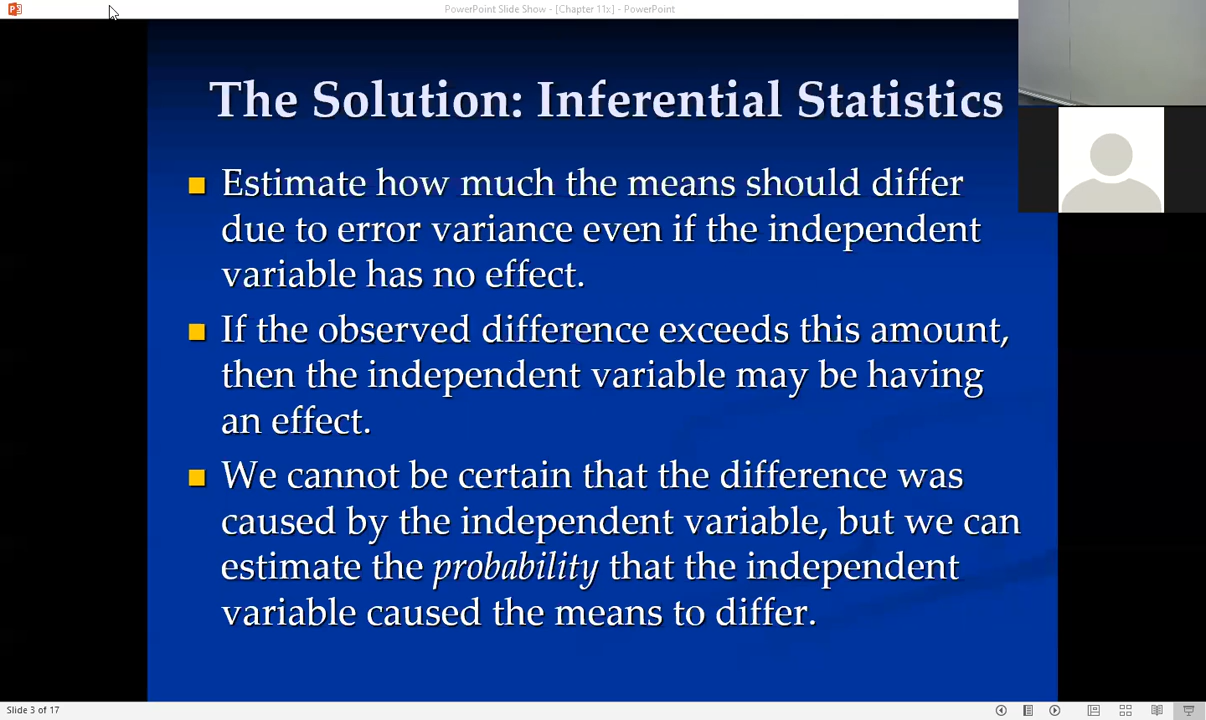 PowerPoint Slide Show - [Chapter 11x] - PowerPoint
The Solution: Inferential Statistics
Estimate how much the means should differ
due to error variance even if the independent
variable has no effect.
If the observed difference exceeds this amount,
then the independent variable may be having
an effect.
We cannot be certain that the difference was
caused by the independent variable, but we can
estimate the probability that the independent
variable caused the means to differ.
Slide 3 of 17